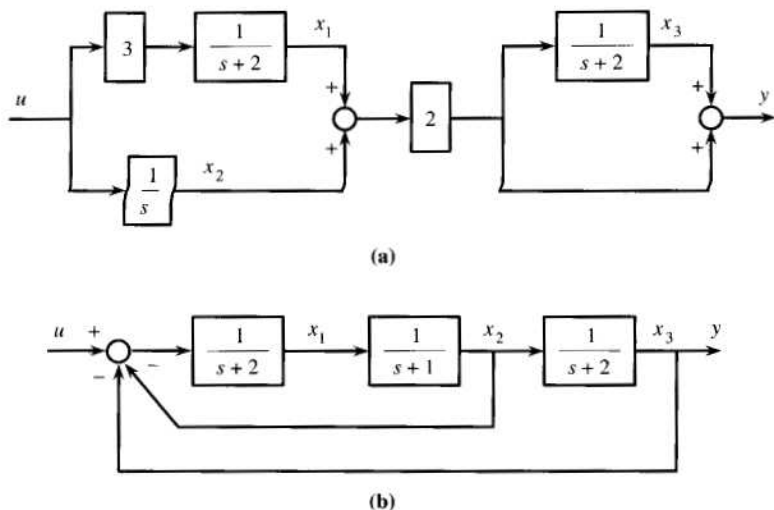 u
3
1
s + 2
x1
+
1
s
x2
+
2
1
s + 2
x3
+
+
y
(a)
u
+
−
−
1
s + 2
x1
1
s + 1
x2
1
s + 2
x3
y
(b)